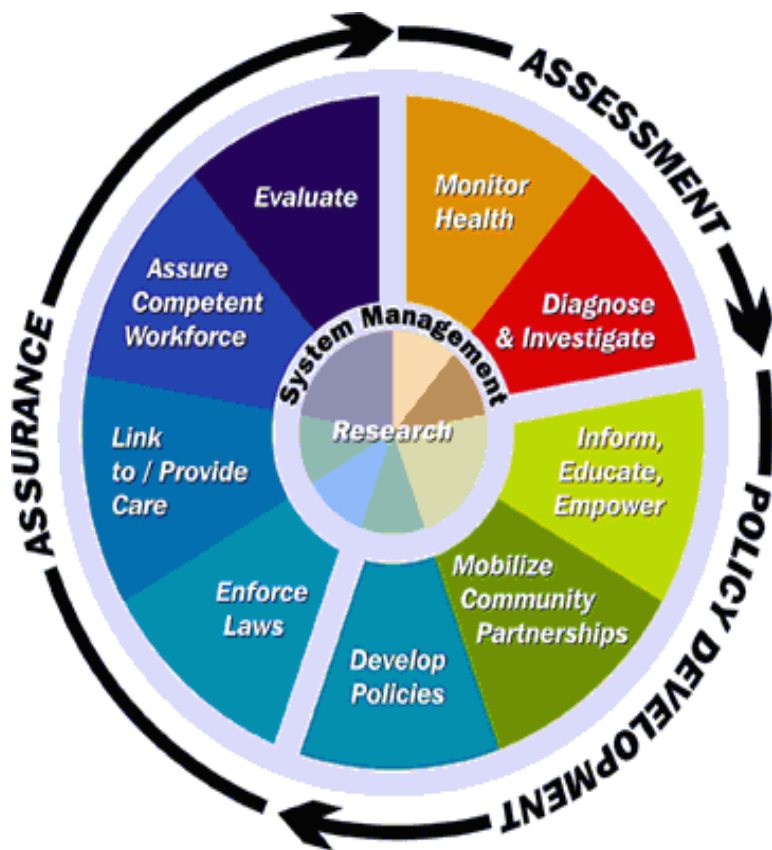 ASSESSMENT
Monitor
Health
Diagnose
& Investigate
POLICY DEVELOPMENT
Inform,
Educate,
Empower
Mobilize
Community
Partnerships
Develop
Policies
ASSURANCE
Enforce
Laws
Link
to / Provide
Care
Assure
Competent
Workforce
Evaluate
System Management
Research